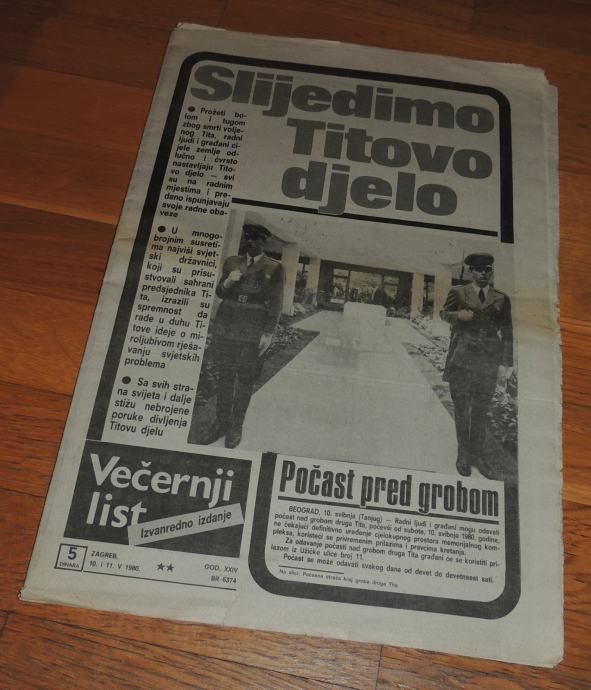 Slijedimo
Titovo
djelo
● Prožeti bo-
lom i tugom
zbog smrti volje-
nog Tita, radni
ljudi i građani ci-
jele zemlje od-
lučno i čvrsto
nastavljaju Tito-
vo djelo — svi
su na radnim
mjestima i pre-
dano ispunjavaju
svoje radne oba-
veze
● U mnogo-
brojnim susreti-
ma najviši svjet-
ski državnici,
koji su prisu-
stvovali sahrani
predsjednika Ti-
ta, izrazili su
spremnost da
rade u duhu Ti-
tove ideje o mi-
roljubivom rješa-
vanju svjetskih
problema
● Sa svih stra-
na svijeta i dalje
stižu nebrojene
poruke divljenja
Titovu djelu
Večernji
list
Izvanredno izdanje
5
DINARA
ZAGREB,
10. i 11. V 1980.
★★
GOD. XXIV
BR 6374
Počast pred grobom
BEOGRAD, 10. svibnja (Tanjug) — Radni ljudi i građani mogu odavati
počast nad grobom druga Tita, počevši od subote, 10. svibnja 1980. godine,
ne čekajući definitivno uređenje cjelokupnog prostora memorijalnog kom-
pleksa, koristeći se privremenim prilazima i pravcima kretanja.
Za odavanje počasti nad grobom druga Tita građani će se koristiti pri-
lazom iz Užičke ulice broj 11.
Počast se može odavati svakog dana od devet do devetnaest sati.
Na slici: Počasna straža kraj groba druga Tita